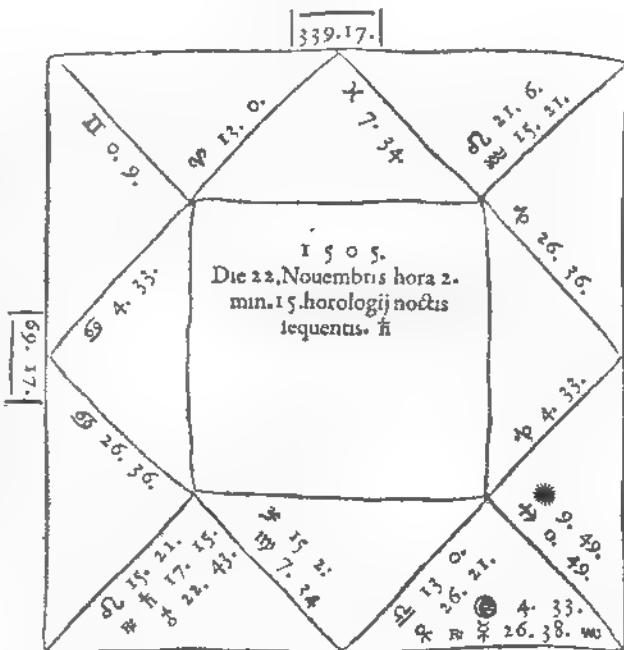 339.17.
♊ 0. 9.
♉ 13. 0.
♓ 7. 34.
☊ 21. 6.
♒ 15. 21.
♑ 26. 36.
1505.
Die 22. Nouembris hora 2.
min. 15. horologij noctis
sequentis.
♋ 4. 33.
69. 17.
♋ 26. 36.
♑ 4. 33.
9. 49.
♐ 0. 49.
♌ 15. 21.
♄ 17. 15.
22. 43.
15 2
♍ 7. 34
♎ 13 0.
26. 21.
4. 33.
☿ 26. 38. ♏